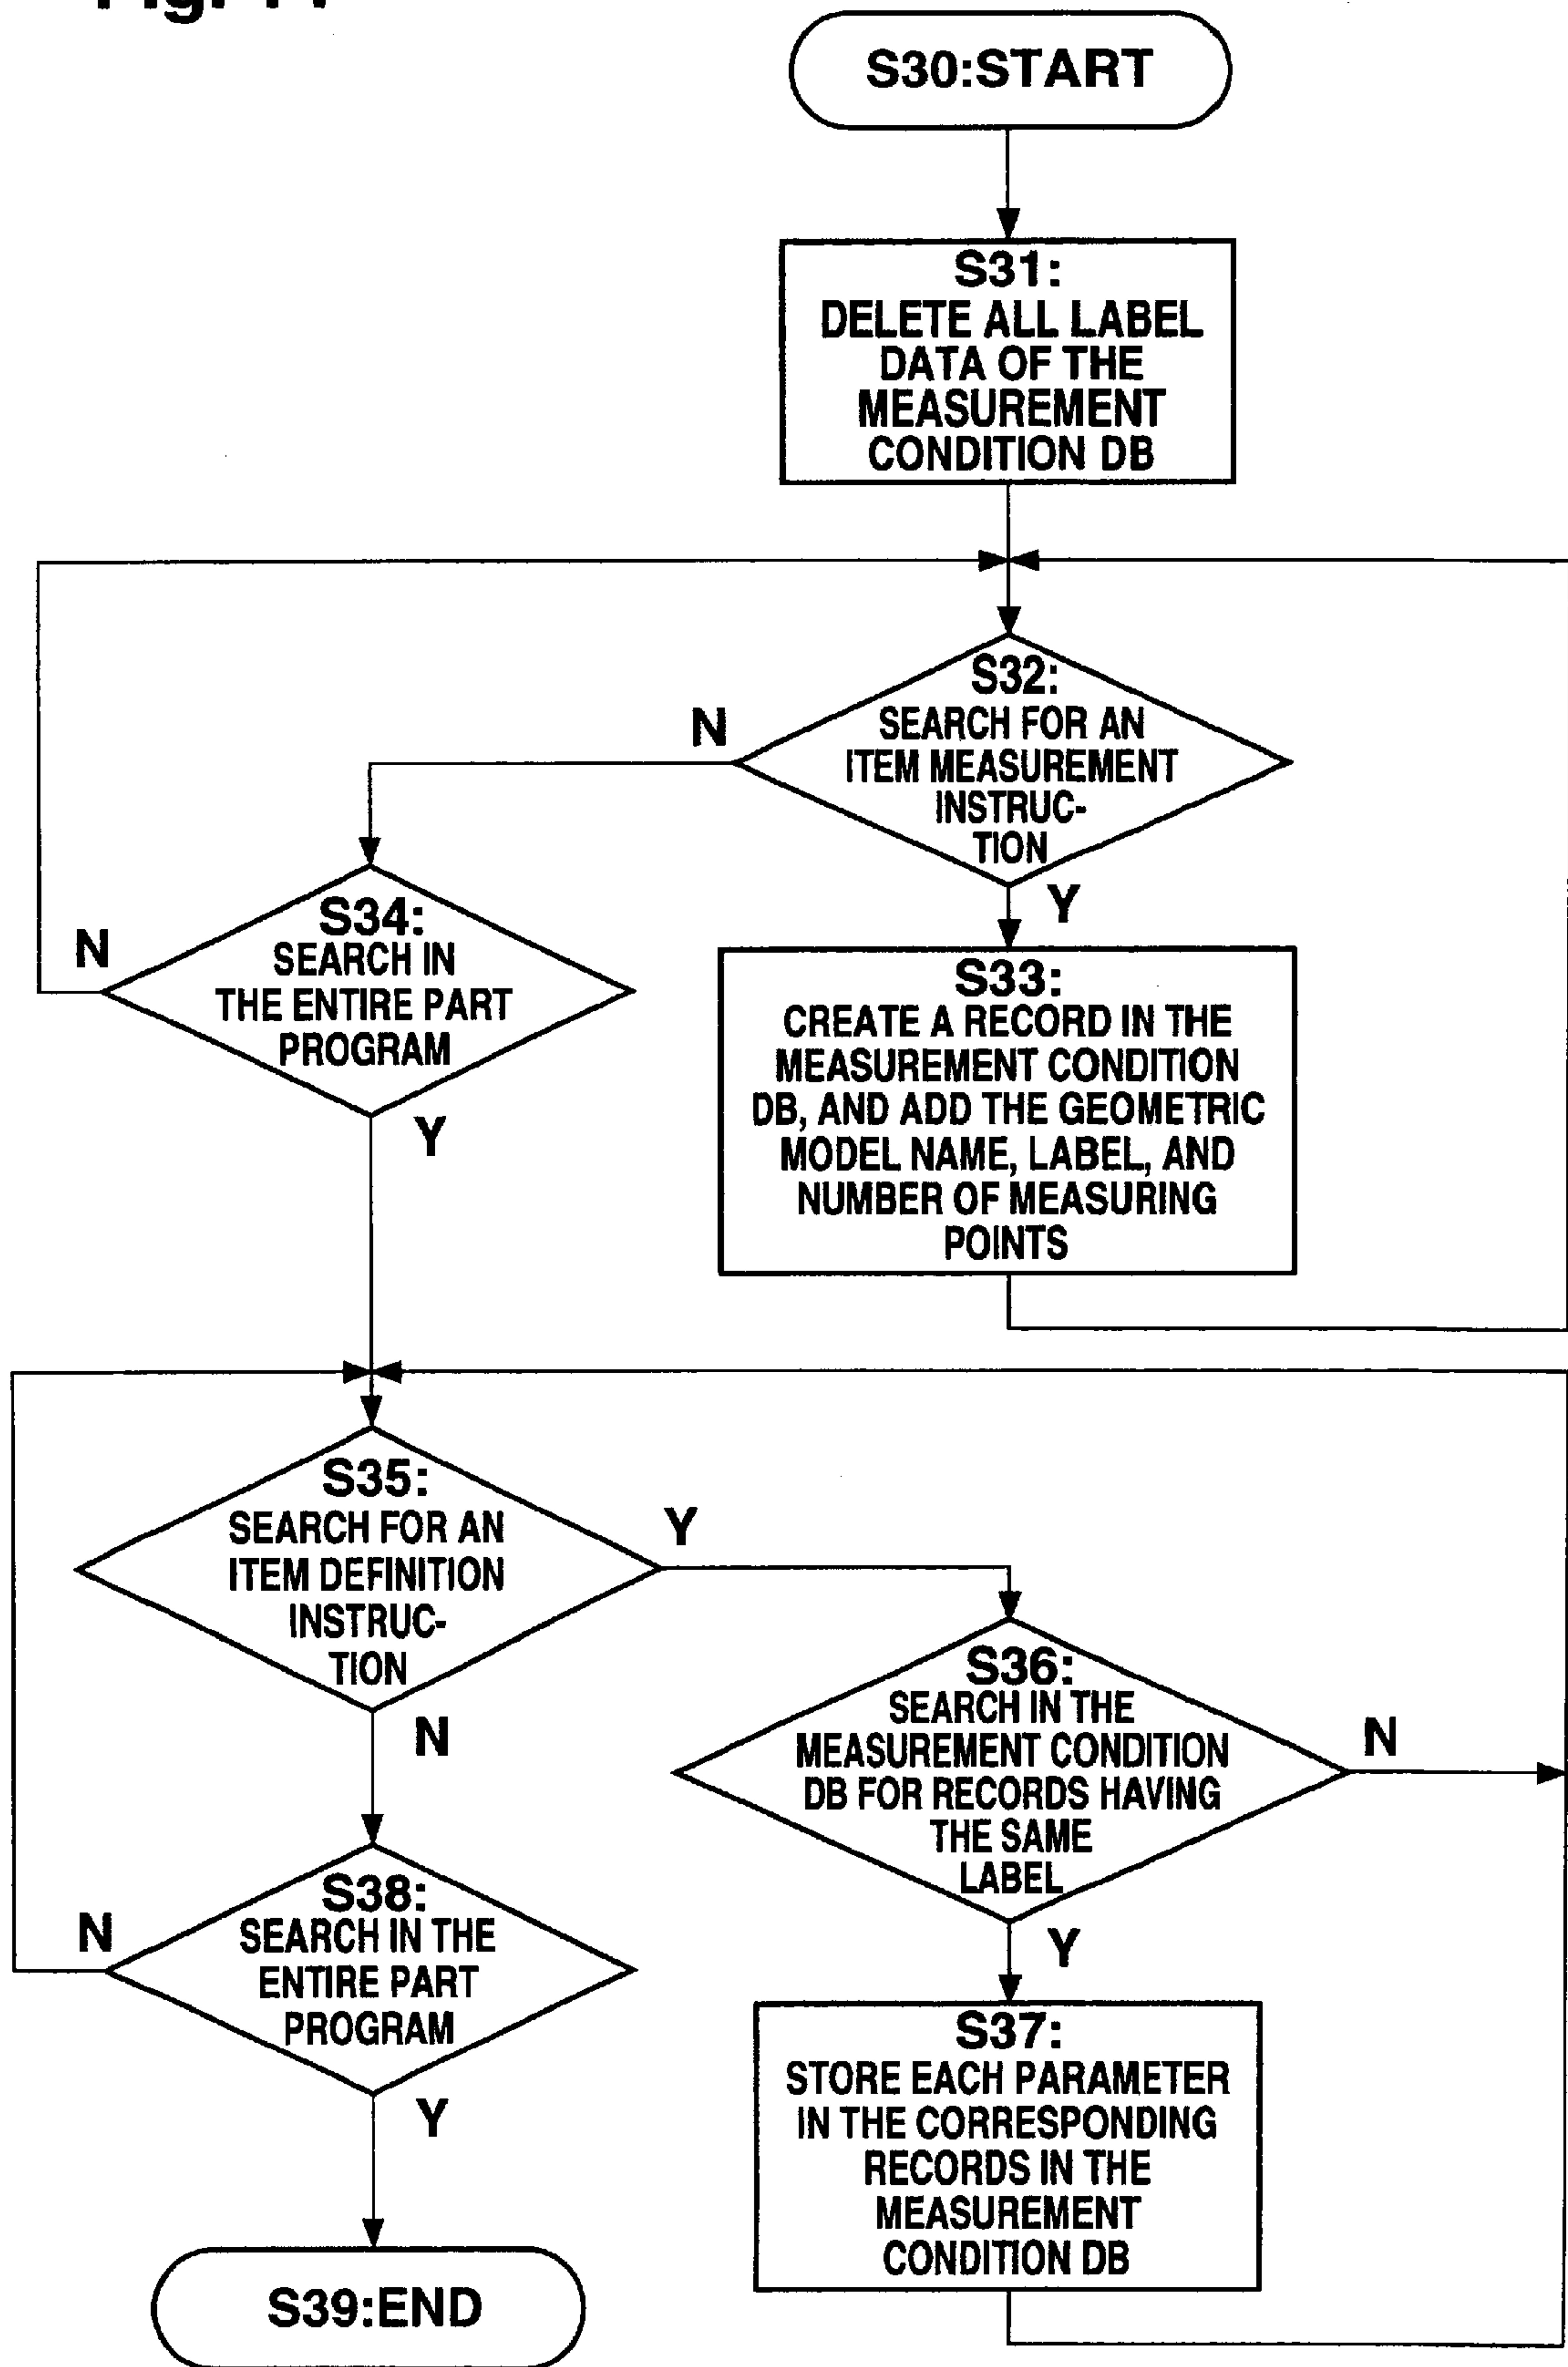 S30:START
S31:
DELETE ALL LABEL
DATA OF THE
MEASUREMENT
CONDITION DB
S32:
SEARCH FOR AN
ITEM MEASUREMENT
INSTRUC-
TION
N
Y
S34:
SEARCH IN
THE ENTIRE PART
PROGRAM
N
Y
S33:
CREATE A RECORD IN THE
MEASUREMENT CONDITION
DB, AND ADD THE GEOMETRIC
MODEL NAME, LABEL, AND
NUMBER OF MEASURING
POINTS
S35:
SEARCH FOR AN
ITEM DEFINITION
INSTRUC-
TION
Y
N
S36:
SEARCH IN THE
MEASUREMENT CONDITION
DB FOR RECORDS HAVING
THE SAME
LABEL
N
Y
S38:
SEARCH IN THE
ENTIRE PART
PROGRAM
N
Y
S37:
STORE EACH PARAMETER
IN THE CORRESPONDING
RECORDS IN THE
MEASUREMENT
CONDITION DB
S39:END